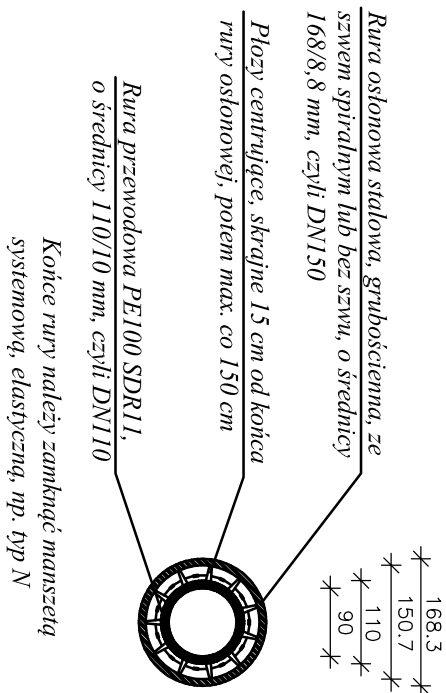 Rura osłonowa stalowa, grubościenna, ze
szwem spiralnym lub bez szwu, o średnicy
168/8,8 mm, czyli DN150
Płozy centrujące, skrajne 15 cm od końca
rury osłonowej, potem max. co 150 cm
Rura przewodowa PE100 SDR11,
o średnicy 110/10 mm, czyli DN110
Końce rury należy zamknąć manszetą
systemową, elastyczną, np. typ N
168.3
150.7
110
90